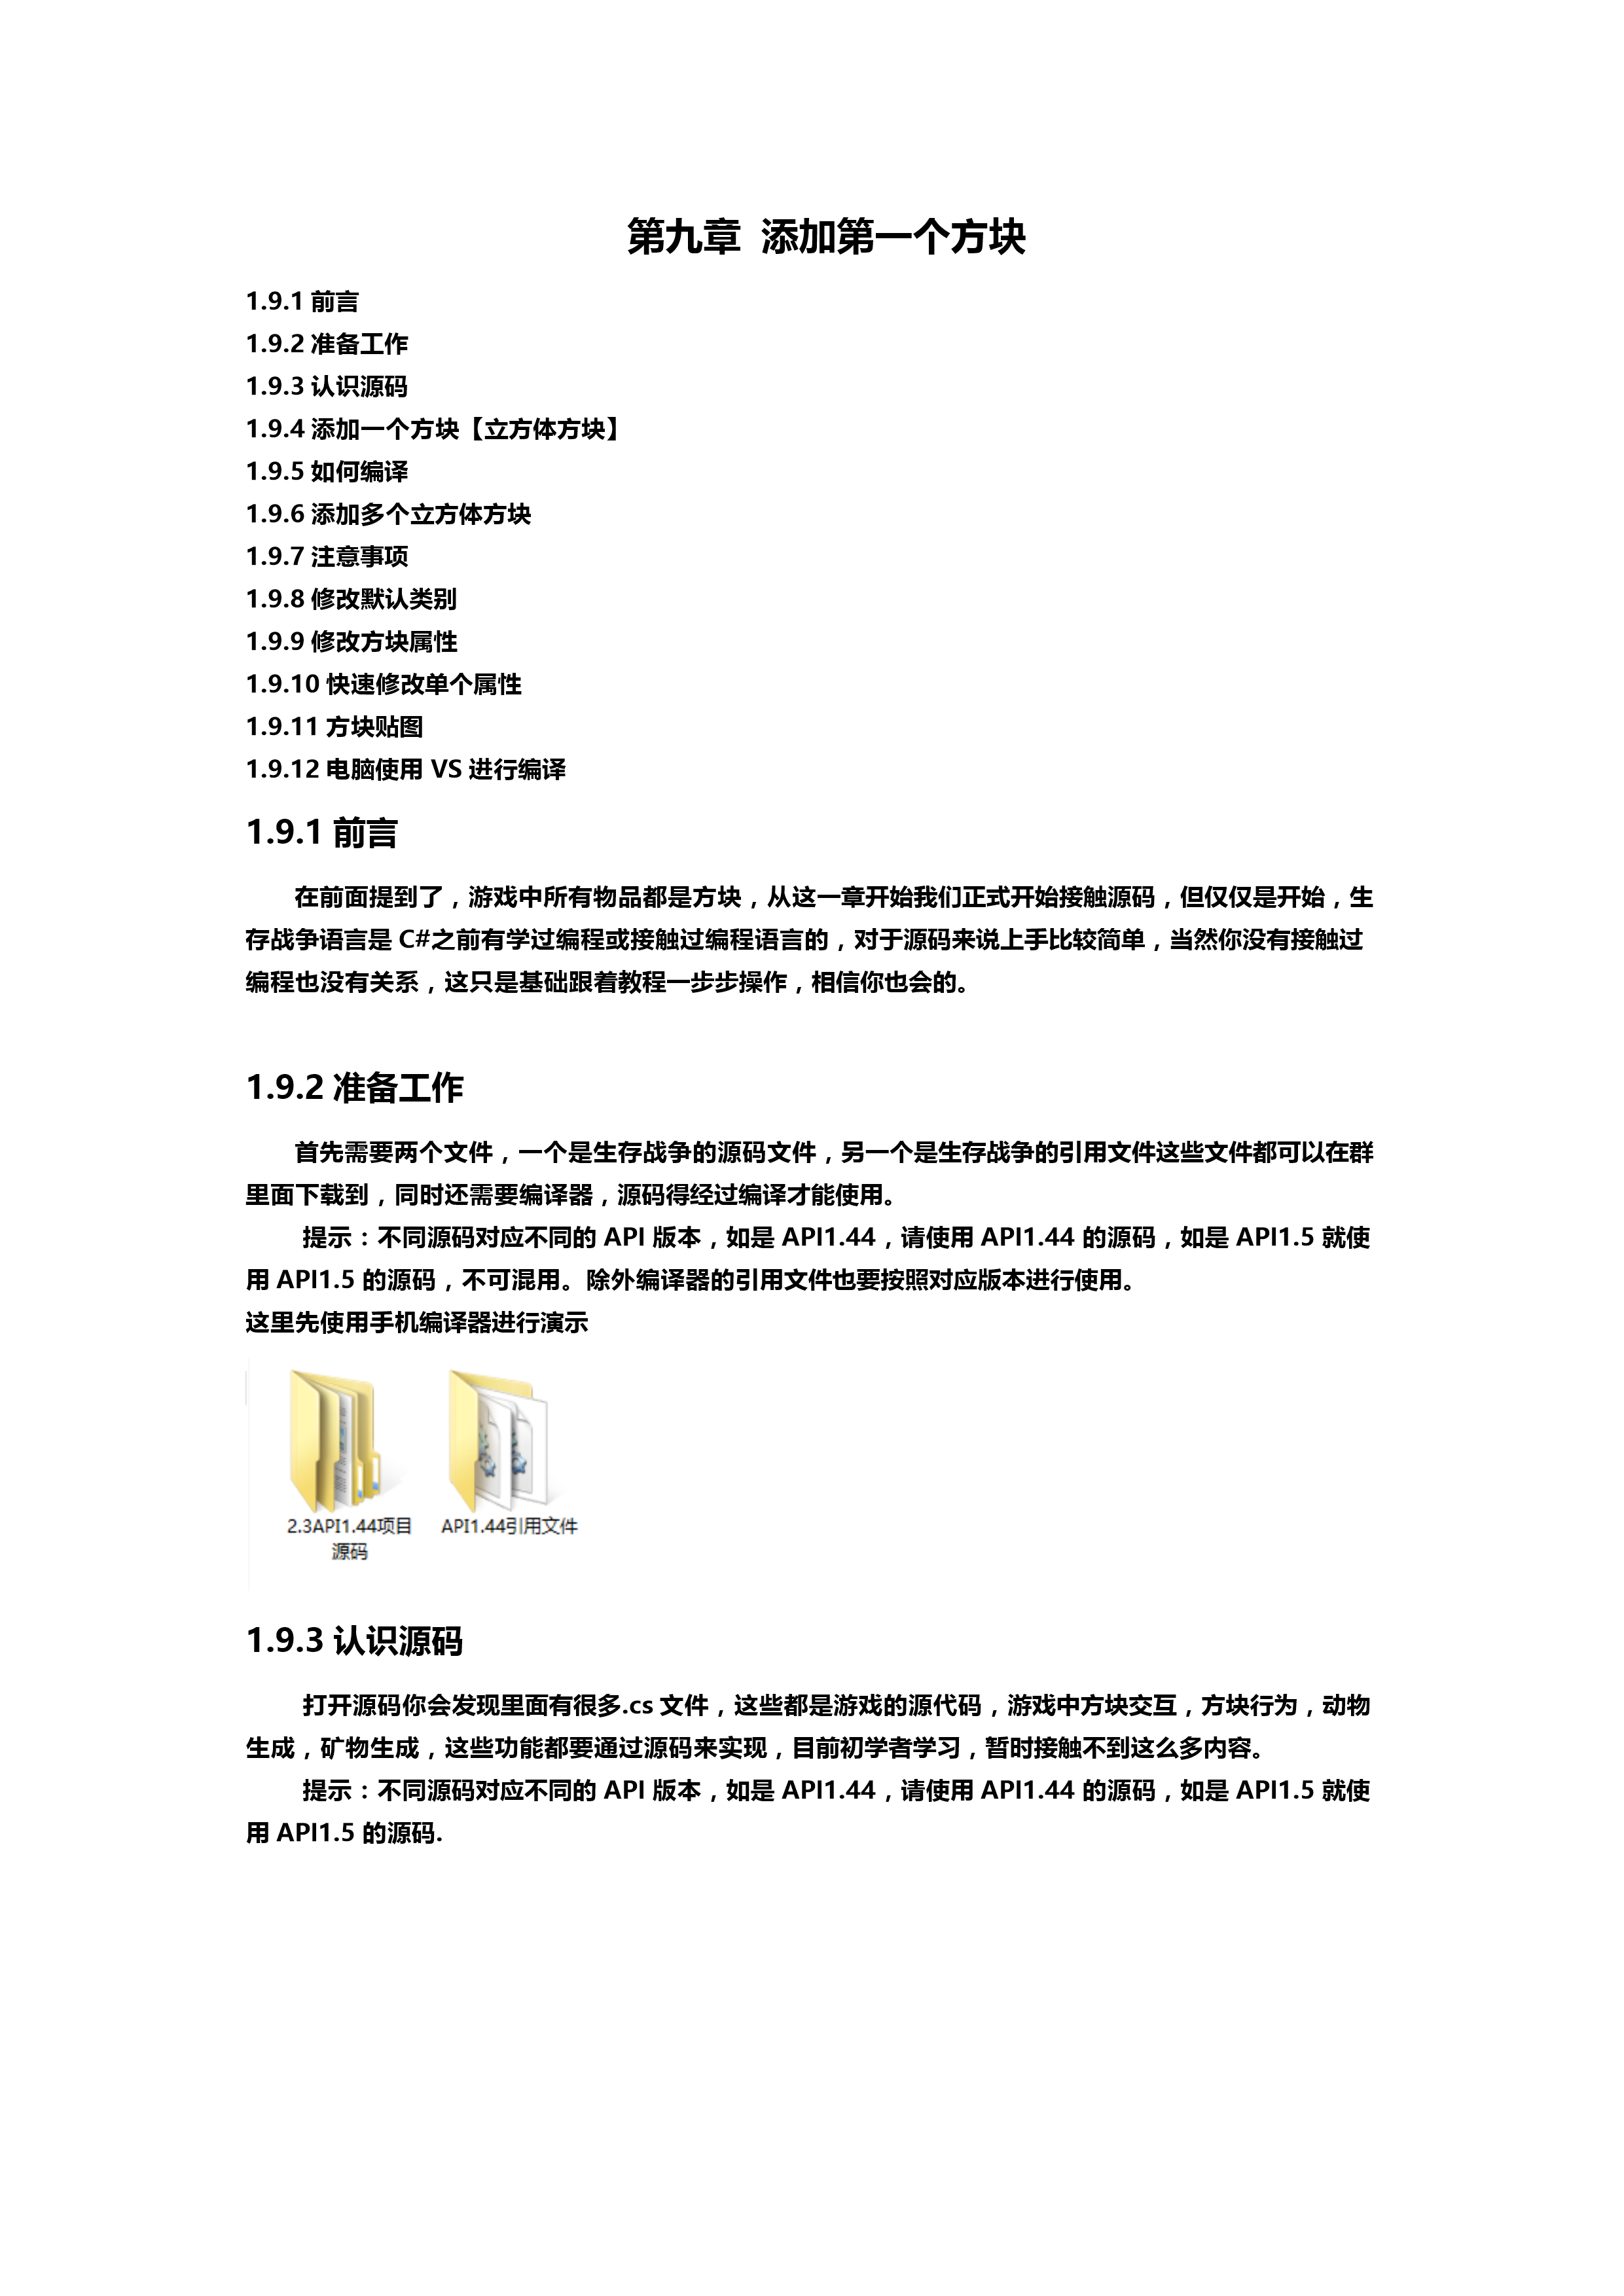 第九章 添加第一个方块
1.9.1 前言
1.9.2 准备工作
1.9.3 认识源码
1.9.4 添加一个方块【立方体方块】
1.9.5 如何编译
1.9.6 添加多个立方体方块
1.9.7 注意事项
1.9.8 修改默认类别
1.9.9 修改方块属性
1.9.10 快速修改单个属性
1.9.11 方块贴图
1.9.12 电脑使用 VS 进行编译
1.9.1 前言
在前面提到了，游戏中所有物品都是方块，从这一章开始我们正式开始接触源码，但仅仅是开始，生
存战争语言是 C#之前有学过编程或接触过编程语言的，对于源码来说上手比较简单，当然你没有接触过
编程也没有关系，这只是基础跟着教程一步步操作，相信你也会的。
1.9.2 准备工作
首先需要两个文件，一个是生存战争的源码文件，另一个是生存战争的引用文件这些文件都可以在群
里面下载到，同时还需要编译器，源码得经过编译才能使用。
提示：不同源码对应不同的 API 版本，如是 API1.44，请使用 API1.44 的源码，如是 API1.5 就使
用 API1.5 的源码，不可混用。除外编译器的引用文件也要按照对应版本进行使用。
这里先使用手机编译器进行演示
2.3API1.44项目
源码
API1.44引用文件
1.9.3 认识源码
打开源码你会发现里面有很多.cs 文件，这些都是游戏的源代码，游戏中方块交互，方块行为，动物
生成，矿物生成，这些功能都要通过源码来实现，目前初学者学习，暂时接触不到这么多内容。
提示：不同源码对应不同的 API 版本，如是 API1.44，请使用 API1.44 的源码，如是 API1.5 就使
用 API1.5 的源码.